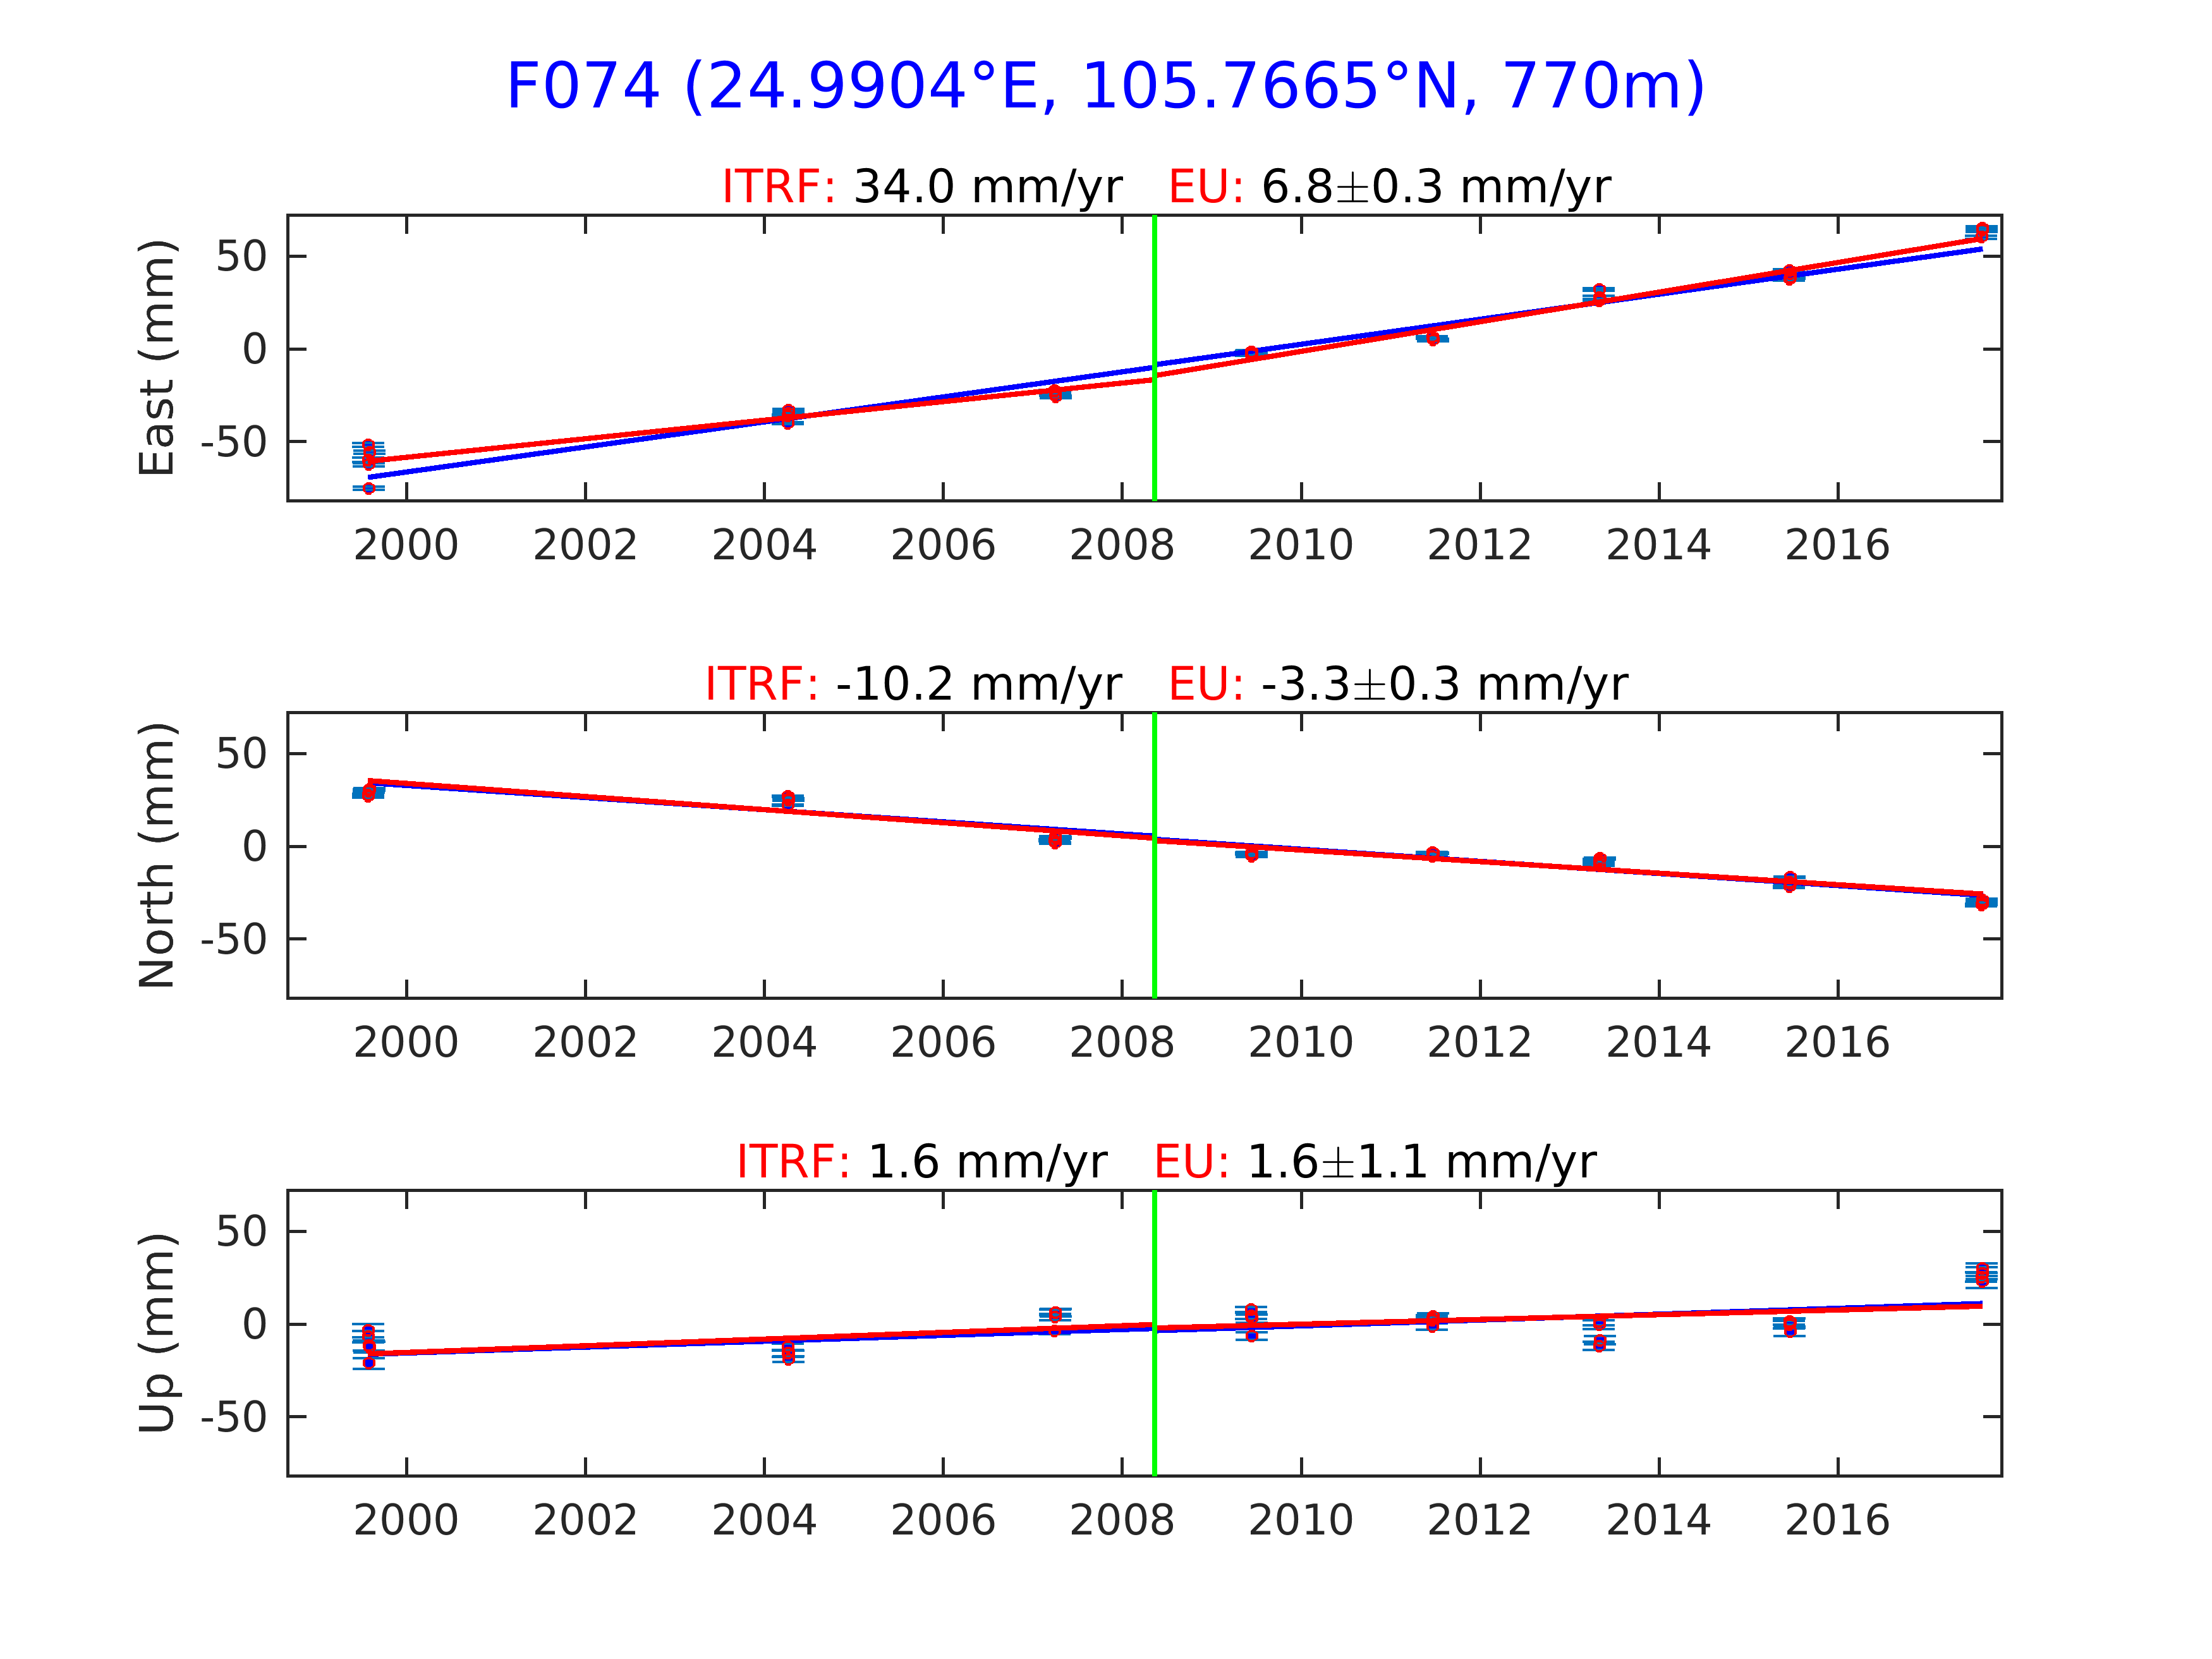 F074 (24.9904°E, 105.7665°N, 770m)
ITRF: 34.0 mm/yr EU: 6.8±0.3 mm/yr
East (mm)
50
0
-50
2000 2002 2004 2006 2008 2010 2012 2014 2016
ITRF: -10.2 mm/yr EU: -3.3±0.3 mm/yr
North (mm)
50
0
-50
2000 2002 2004 2006 2008 2010 2012 2014 2016
ITRF: 1.6 mm/yr EU: 1.6±1.1 mm/yr
Up (mm)
50
0
-50
2000 2002 2004 2006 2008 2010 2012 2014 2016